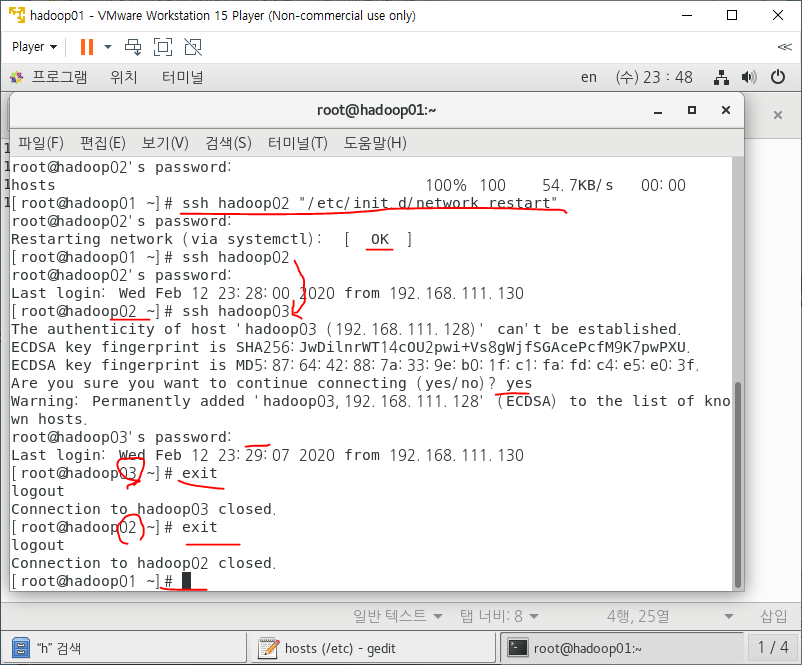 hadoop01 - VMware Workstation 15 Player (Non-commercial use only)
Player
프로그램 위치 터미널 en (수) 23 : 48
root@hadoop01:~
파일(F) 편집(E) 보기(V) 검색(S) 터미널(T) 도움말(H)
root@hadoop02's password:
hosts 100% 100 54.7KB/s 00:00
[root@hadoop01 ~]# ssh hadoop02 "/etc/init.d/network restart"
root@hadoop02's password:
Restarting network (via systemctl): [ OK ]
[root@hadoop01 ~]# ssh hadoop02
root@hadoop02's password:
Last login: Wed Feb 12 23:28:00 2020 from 192.168.111.130
[root@hadoop02 ~]# ssh hadoop03
The authenticity of host 'hadoop03 (192.168.111.128)' can't be established.
ECDSA key fingerprint is SHA256:JwDilnrWT14cOU2pwi+Vs8gWjfSGAcePcfM9K7pwPXU.
ECDSA key fingerprint is MD5:87:64:42:88:7a:33:9e:b0:1f:c1:fa:fd:c4:e5:e0:3f.
Are you sure you want to continue connecting (yes/no)? yes
Warning: Permanently added 'hadoop03,192.168.111.128' (ECDSA) to the list of kno
wn hosts.
root@hadoop03's password:
Last login: Wed Feb 12 23:29:07 2020 from 192.168.111.130
[root@hadoop03 ~]# exit
logout
Connection to hadoop03 closed.
[root@hadoop02 ~]# exit
logout
Connection to hadoop02 closed.
[root@hadoop01 ~]#
일반 텍스트 탭 너비: 8 4행, 25열 삽입
"h" 검색 hosts (/etc) - gedit root@hadoop01:~ 1 / 4